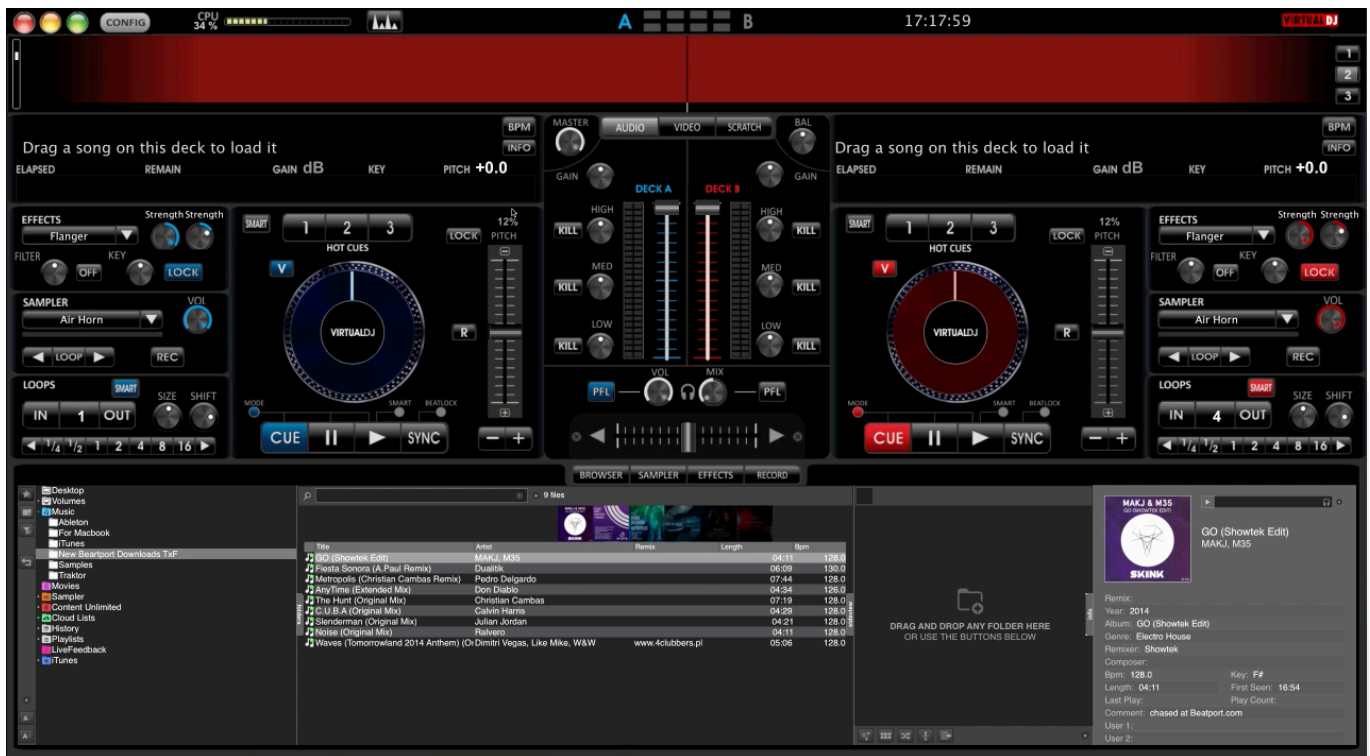 CONFIG
CPU
34 %
A B
17:17:59
VIRTUAL DJ
1
2
3
Drag a song on this deck to load it
BPM
INFO
ELAPSED REMAIN GAIN dB KEY PITCH +0.0
MASTER AUDIO VIDEO SCRATCH BAL
GAIN GAIN
DECK A DECK B
HIGH HIGH
KILL KILL
MED MED
KILL KILL
LOW LOW
KILL KILL
VOL MIX
PFL PFL
Drag a song on this deck to load it
BPM
INFO
ELAPSED REMAIN GAIN dB KEY PITCH +0.0
EFFECTS Strength Strength
Flanger
FILTER OFF KEY LOCK
SAMPLER VOL
Air Horn
LOOP REC
LOOPS SMART SIZE SHIFT
IN 1 OUT
1/4 1/2 1 2 4 8 16
SMART 1 2 3
HOT CUES
LOCK
12%
PITCH
V
VIRTUALDJ
R
MODE SMART BEATLOCK
CUE SYNC
SMART 1 2 3
HOT CUES
LOCK
12%
PITCH
V
VIRTUALDJ
R
MODE SMART BEATLOCK
CUE SYNC
EFFECTS Strength Strength
Flanger
FILTER OFF KEY LOCK
SAMPLER VOL
Air Horn
LOOP REC
LOOPS SMART SIZE SHIFT
IN 4 OUT
1/4 1/2 1 2 4 8 16
BROWSER SAMPLER EFFECTS RECORD
Desktop
Volumes
Music
Ableton
For Macbook
iTunes
New Beartport Downloads TxF
Samples
Traktor
Movies
Sampler
Content Unlimited
Cloud Lists
History
Playlists
LiveFeedback
iTunes
9 files
Title Artist Remix Length Bpm
GO (Showtek Edit) MAKJ, M35 04:11 128.0
Fiesta Sonora (A.Paul Remix) Dualitik 06:09 130.0
Metropolis (Christian Cambas Remix) Pedro Delgardo 07:44 128.0
AnyTime (Extended Mix) Don Diablo 04:34 126.0
The Hunt (Original Mix) Christian Cambas 07:19 128.0
C.U.B.A (Original Mix) Calvin Harris 04:29 128.0
Slenderman (Original Mix) Julian Jordan 04:21 128.0
Noise (Original Mix) Ralvero 04:11 128.0
Waves (Tomorrowland 2014 Anthem) (Or Dimitri Vegas, Like Mike, W&W www.4clubbers.pl 05:06 128.0
DRAG AND DROP ANY FOLDER HERE
OR USE THE BUTTONS BELOW
MAKJ & M35
GO (SHOWTEK EDIT)
SKINK
GO (Showtek Edit)
MAKJ, M35
Remix:
Year: 2014
Album: GO (Showtek Edit)
Genre: Electro House
Remixer: Showtek
Composer:
Bpm: 128.0 Key: F#
Length: 04:11 First Seen: 16:54
Last Play: Play Count:
Comment: chased at Beatport.com
User 1:
User 2: